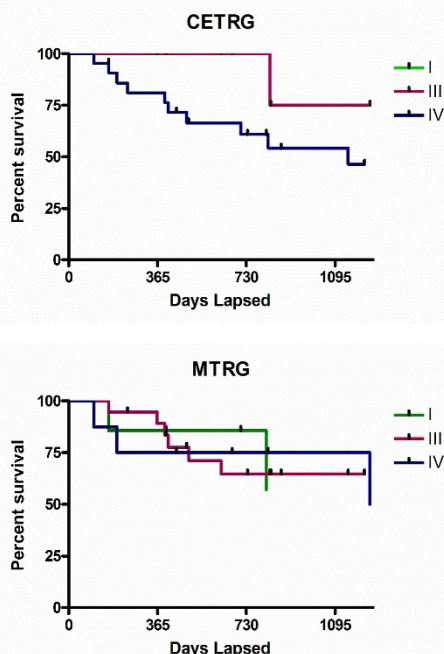 CETRG
100
75
50
25
0
Percent survival
0 365 730 1095
Days Lapsed
I
III
IV
MTRG
100
75
50
25
0
Percent survival
0 365 730 1095
Days Lapsed
I
III
IV